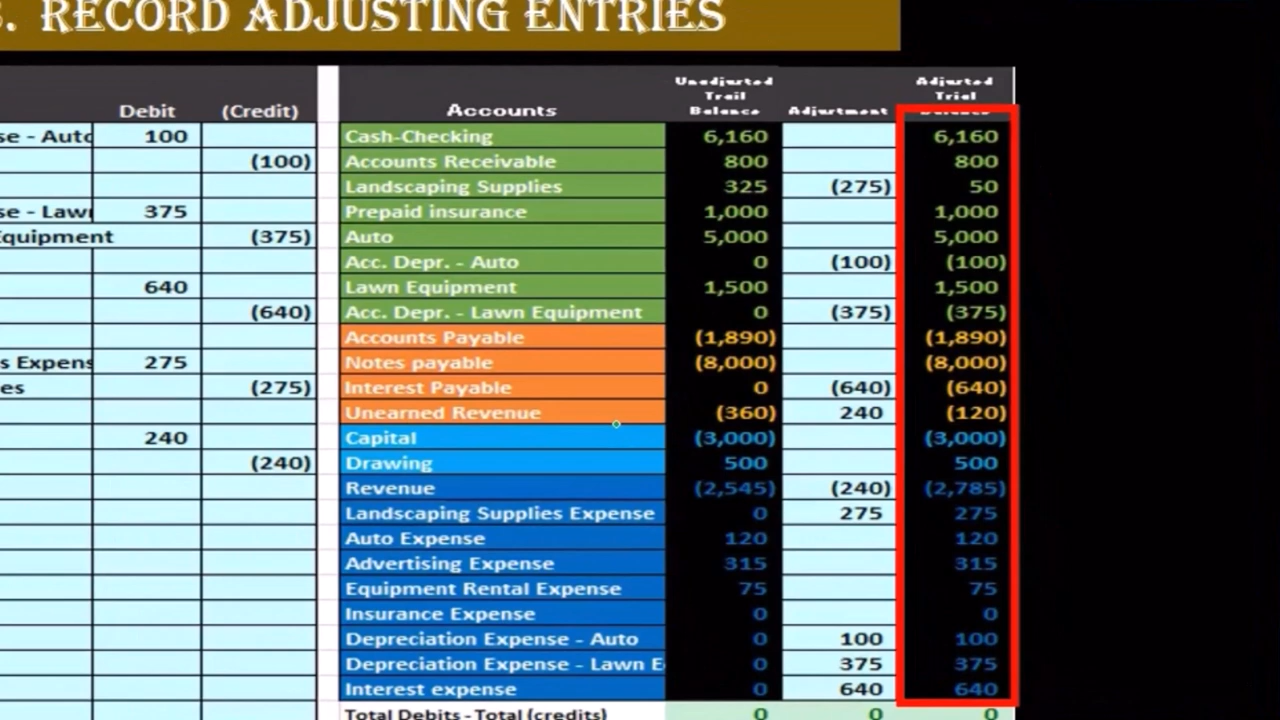 . RECORD ADJUSTING ENTRIES
Debit (Credit) Accounts Unadjusted Trail Balance Adjustment Adjusted Trial Balance
se - Auto 100 Cash-Checking 6,160 6,160
(100) Accounts Receivable 800 800
Landscaping Supplies 325 (275) 50
se - Lawn 375 Prepaid insurance 1,000 1,000
Equipment (375) Auto 5,000 5,000
Acc. Depr. - Auto 0 (100) (100)
640 Lawn Equipment 1,500 1,500
(640) Acc. Depr. - Lawn Equipment 0 (375) (375)
Accounts Payable (1,890) (1,890)
s Expens 275 Notes payable (8,000) (8,000)
es (275) Interest Payable 0 (640) (640)
Unearned Revenue (360) 240 (120)
240 Capital (3,000) (3,000)
(240) Drawing 500 500
Revenue (2,545) (240) (2,785)
Landscaping Supplies Expense 0 275 275
Auto Expense 120 120
Advertising Expense 315 315
Equipment Rental Expense 75 75
Insurance Expense 0 0
Depreciation Expense - Auto 0 100 100
Depreciation Expense - Lawn E 0 375 375
Interest expense 0 640 640
Total Debits - Total (credits) 0 0 0